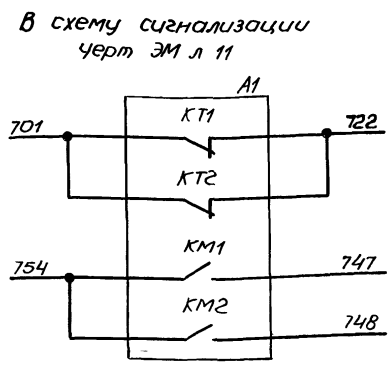 В схему сигнализации
черт ЭМ л 11
А1
701
КТ1
722
КТ2
754
КМ1
747
КМ2
748